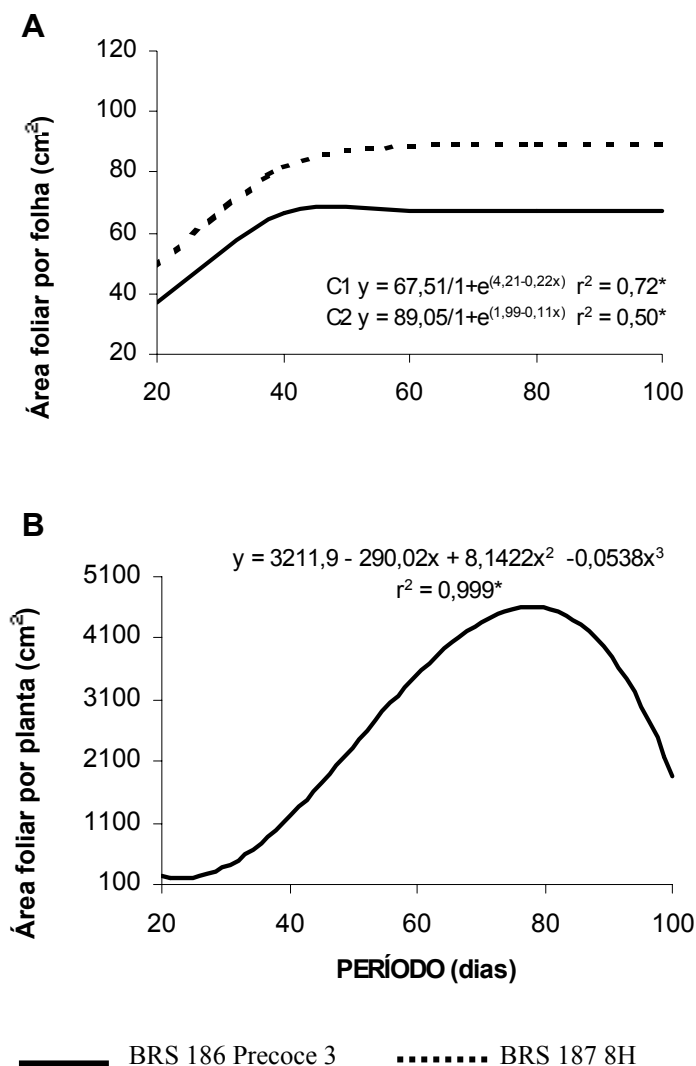 A
Área foliar por folha (cm²)
120
100
80
60
40
20
C1 y = 67,51/1+e^(4,21-0,22x) r² = 0,72*
C2 y = 89,05/1+e^(1,99-0,11x) r² = 0,50*
20 40 60 80 100
B
y = 3211,9 - 290,02x + 8,1422x² -0,0538x³
r² = 0,999*
Área foliar por planta (cm²)
5100
4100
3100
2100
1100
100
20 40 60 80 100
PERÍODO (dias)
BRS 186 Precoce 3 BRS 187 8H